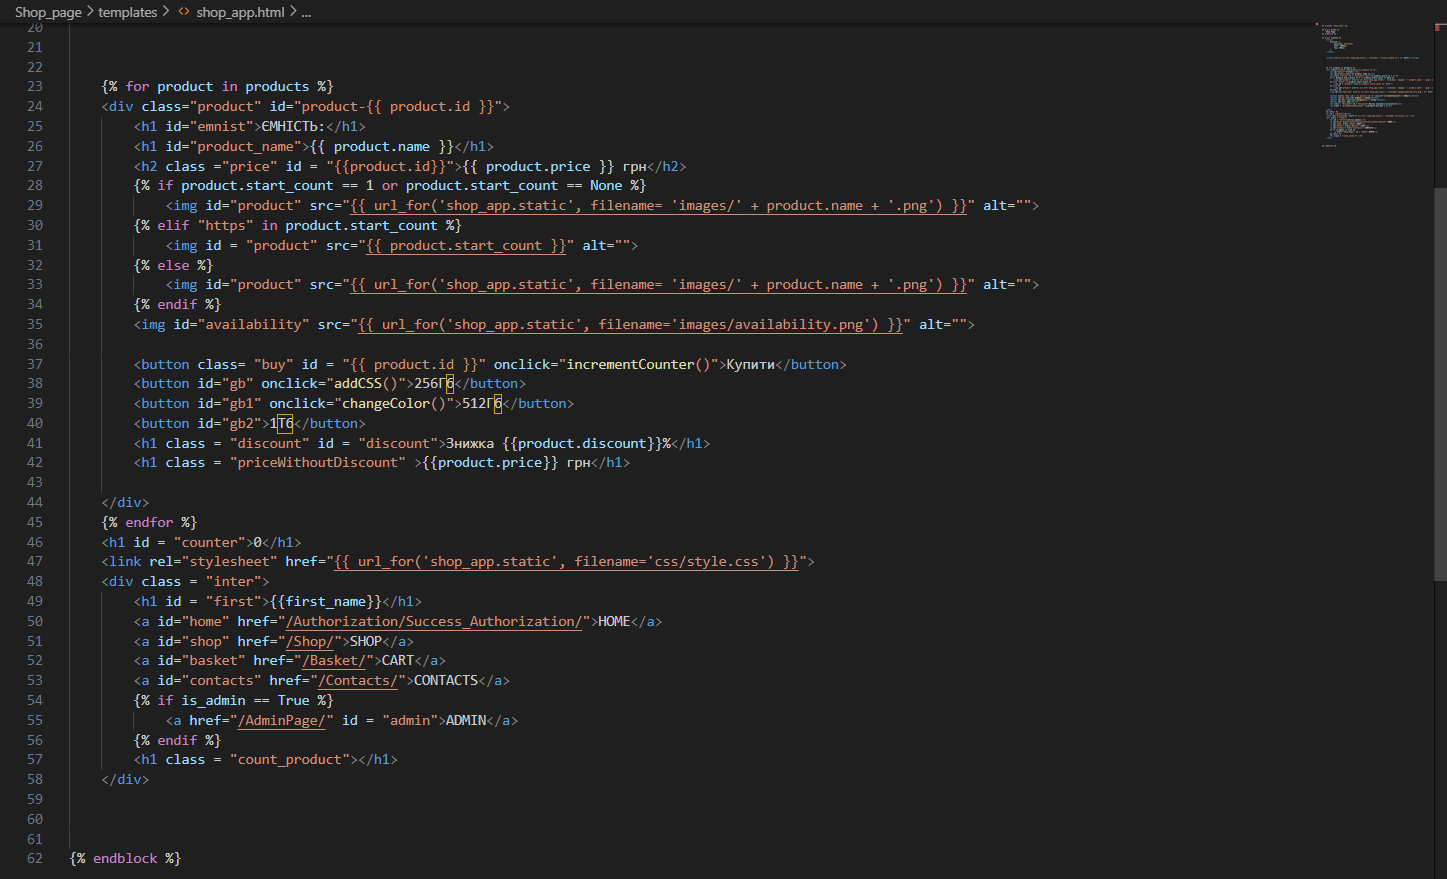 Shop_page > templates > <> shop_app.html > ...
20
21
22
23 {% for product in products %}
24 <div class="product" id="product-{{ product.id }}">
25 <h1 id="emnist">ЄМНІСТЬ:</h1>
26 <h1 id="product_name">{{ product.name }}</h1>
27 <h2 class ="price" id = "{{product.id}}">{{ product.price }} грн</h2>
28 {% if product.start_count == 1 or product.start_count == None %}
29 <img id="product" src="{{ url_for('shop_app.static', filename= 'images/' + product.name + '.png') }}" alt="">
30 {% elif "https" in product.start_count %}
31 <img id = "product" src="{{ product.start_count }}" alt="">
32 {% else %}
33 <img id="product" src="{{ url_for('shop_app.static', filename= 'images/' + product.name + '.png') }}" alt="">
34 {% endif %}
35 <img id="availability" src="{{ url_for('shop_app.static', filename='images/availability.png') }}" alt="">
36
37 <button class= "buy" id = "{{ product.id }}" onclick="incrementCounter()">Купити</button>
38 <button id="gb" onclick="addCSS()">256Гб</button>
39 <button id="gb1" onclick="changeColor()">512Гб</button>
40 <button id="gb2">1Тб</button>
41 <h1 class = "discount" id = "discount">Знижка {{product.discount}}%</h1>
42 <h1 class = "priceWithoutDiscount" >{{product.price}} грн</h1>
43
44 </div>
45 {% endfor %}
46 <h1 id = "counter">0</h1>
47 <link rel="stylesheet" href="{{ url_for('shop_app.static', filename='css/style.css') }}">
48 <div class = "inter">
49 <h1 id = "first">{{first_name}}</h1>
50 <a id="home" href="/Authorization/Success_Authorization/">HOME</a>
51 <a id="shop" href="/Shop/">SHOP</a>
52 <a id="basket" href="/Basket/">CART</a>
53 <a id="contacts" href="/Contacts/">CONTACTS</a>
54 {% if is_admin == True %}
55 <a href="/AdminPage/" id = "admin">ADMIN</a>
56 {% endif %}
57 <h1 class = "count_product"></h1>
58 </div>
59
60
61
62 {% endblock %}